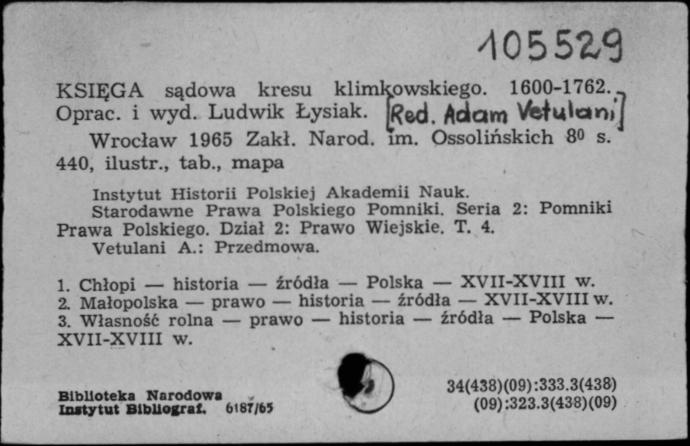 105529
KSIĘGA sądowa kresu klimkowskiego. 1600-1762.
Oprac. i wyd. Ludwik Łysiak. [Red. Adam Vetulani]
Wrocław 1965 Zakł. Narod. im. Ossolińskich 8⁰ s.
440, ilustr., tab., mapa
Instytut Historii Polskiej Akademii Nauk.
Starodawne Prawa Polskiego Pomniki. Seria 2: Pomniki
Prawa Polskiego. Dział 2: Prawo Wiejskie. T. 4.
Vetulani A.: Przedmowa.
1. Chłopi — historia — źródła — Polska — XVII-XVIII w.
2. Małopolska — prawo — historia — źródła — XVII-XVIII w.
3. Własność rolna — prawo — historia — źródła — Polska —
XVII-XVIII w.
34(438)(09):333.3(438)
(09):323.3(438)(09)
Biblioteka Narodowa
Instytut Bibliograf. 6187/65